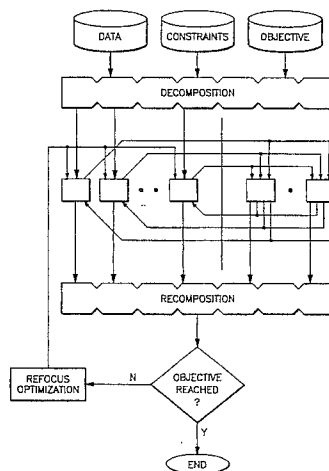 DATA
CONSTRAINTS
OBJECTIVE
DECOMPOSITION
RECOMPOSITION
REFOCUS
OPTIMIZATION
N
OBJECTIVE
REACHED
?
Y
END